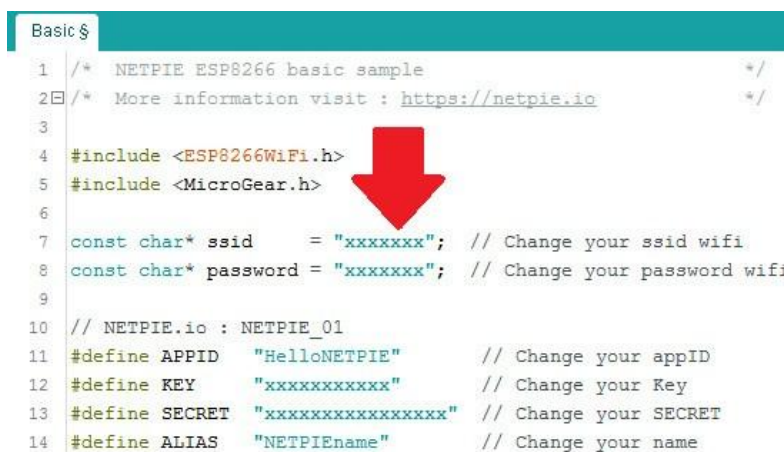 Basic §
1 /* NETPIE ESP8266 basic sample */
2 /* More information visit : https://netpie.io */
3
4 #include <ESP8266WiFi.h>
5 #include <MicroGear.h>
6
7 const char* ssid = "xxxxxxx"; // Change your ssid wifi
8 const char* password = "xxxxxxx"; // Change your password wifi
9
10 // NETPIE.io : NETPIE_01
11 #define APPID "HelloNETPIE" // Change your appID
12 #define KEY "xxxxxxxxxxx" // Change your Key
13 #define SECRET "xxxxxxxxxxxxxxxx" // Change your SECRET
14 #define ALIAS "NETPIEname" // Change your name